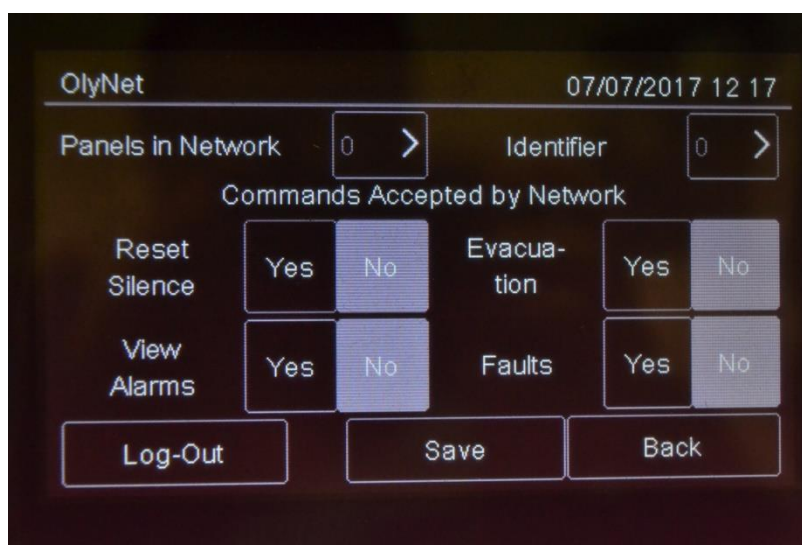 OlyNet 07/07/2017 12 17
Panels in Network 0 > Identifier 0 >
Commands Accepted by Network
Reset Silence Yes No Evacua-tion Yes No
View Alarms Yes No Faults Yes No
Log-Out Save Back